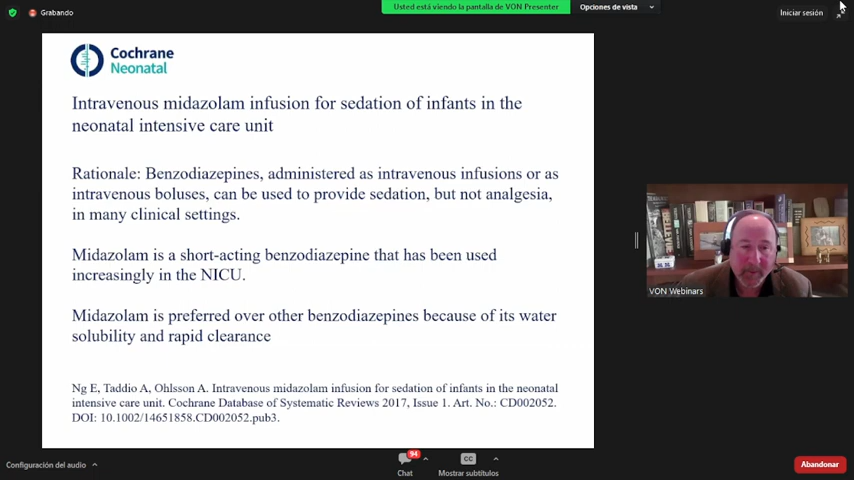 Grabando
Usted está viendo la pantalla de VON Presenter
Opciones de vista
Iniciar sesión
Cochrane
Neonatal
Intravenous midazolam infusion for sedation of infants in the
neonatal intensive care unit
Rationale: Benzodiazepines, administered as intravenous infusions or as
intravenous boluses, can be used to provide sedation, but not analgesia,
in many clinical settings.
Midazolam is a short-acting benzodiazepine that has been used
increasingly in the NICU.
Midazolam is preferred over other benzodiazepines because of its water
solubility and rapid clearance
Ng E, Taddio A, Ohlsson A. Intravenous midazolam infusion for sedation of infants in the neonatal
intensive care unit. Cochrane Database of Systematic Reviews 2017, Issue 1. Art. No.: CD002052.
DOI: 10.1002/14651858.CD002052.pub3.
VON Webinars
Configuración del audio
94
Chat
CC
Mostrar subtítulos
Abandonar